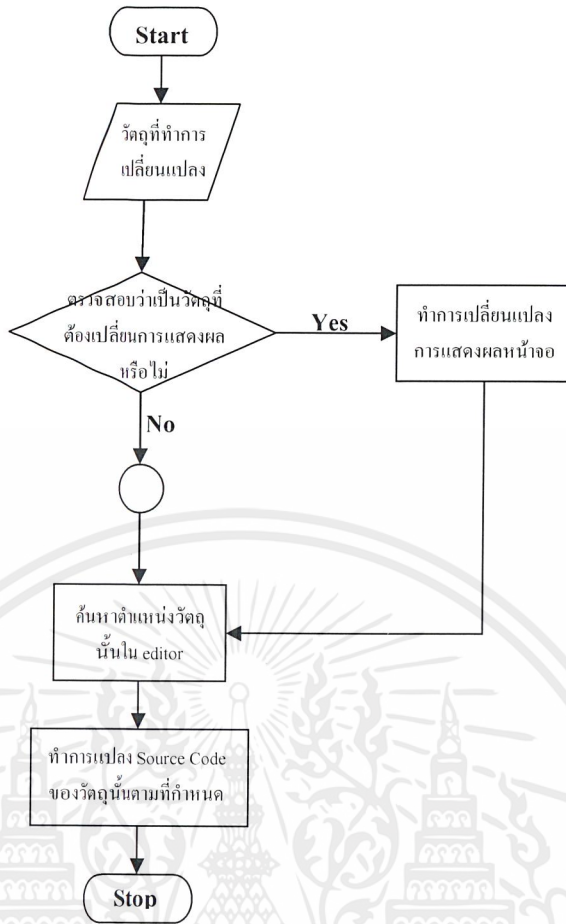 Start
วัตถุที่ทำการ
เปลี่ยนแปลง
ตรวจสอบว่าเป็นวัตถุที่
ต้องเปลี่ยนการแสดงผล
หรือไม่
Yes
ทำการเปลี่ยนแปลง
การแสดงผลหน้าจอ
No
ค้นหาตำแหน่งวัตถุ
นั้นใน editor
ทำการแปลง Source Code
ของวัตถุนั้นตามที่กำหนด
Stop